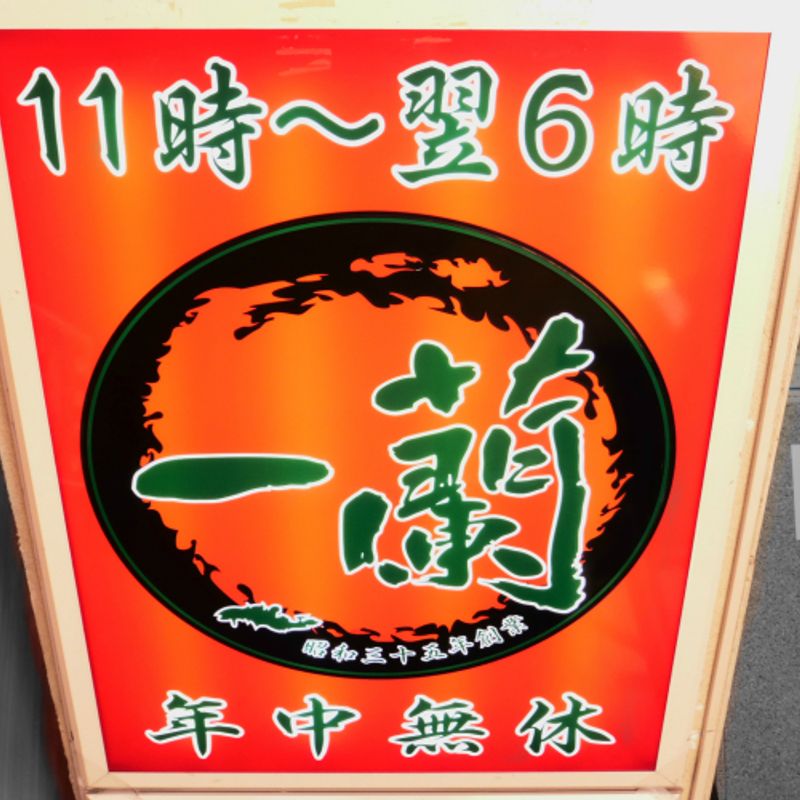 11時〜翌6時
一蘭
昭和三十五年創業
年中無休